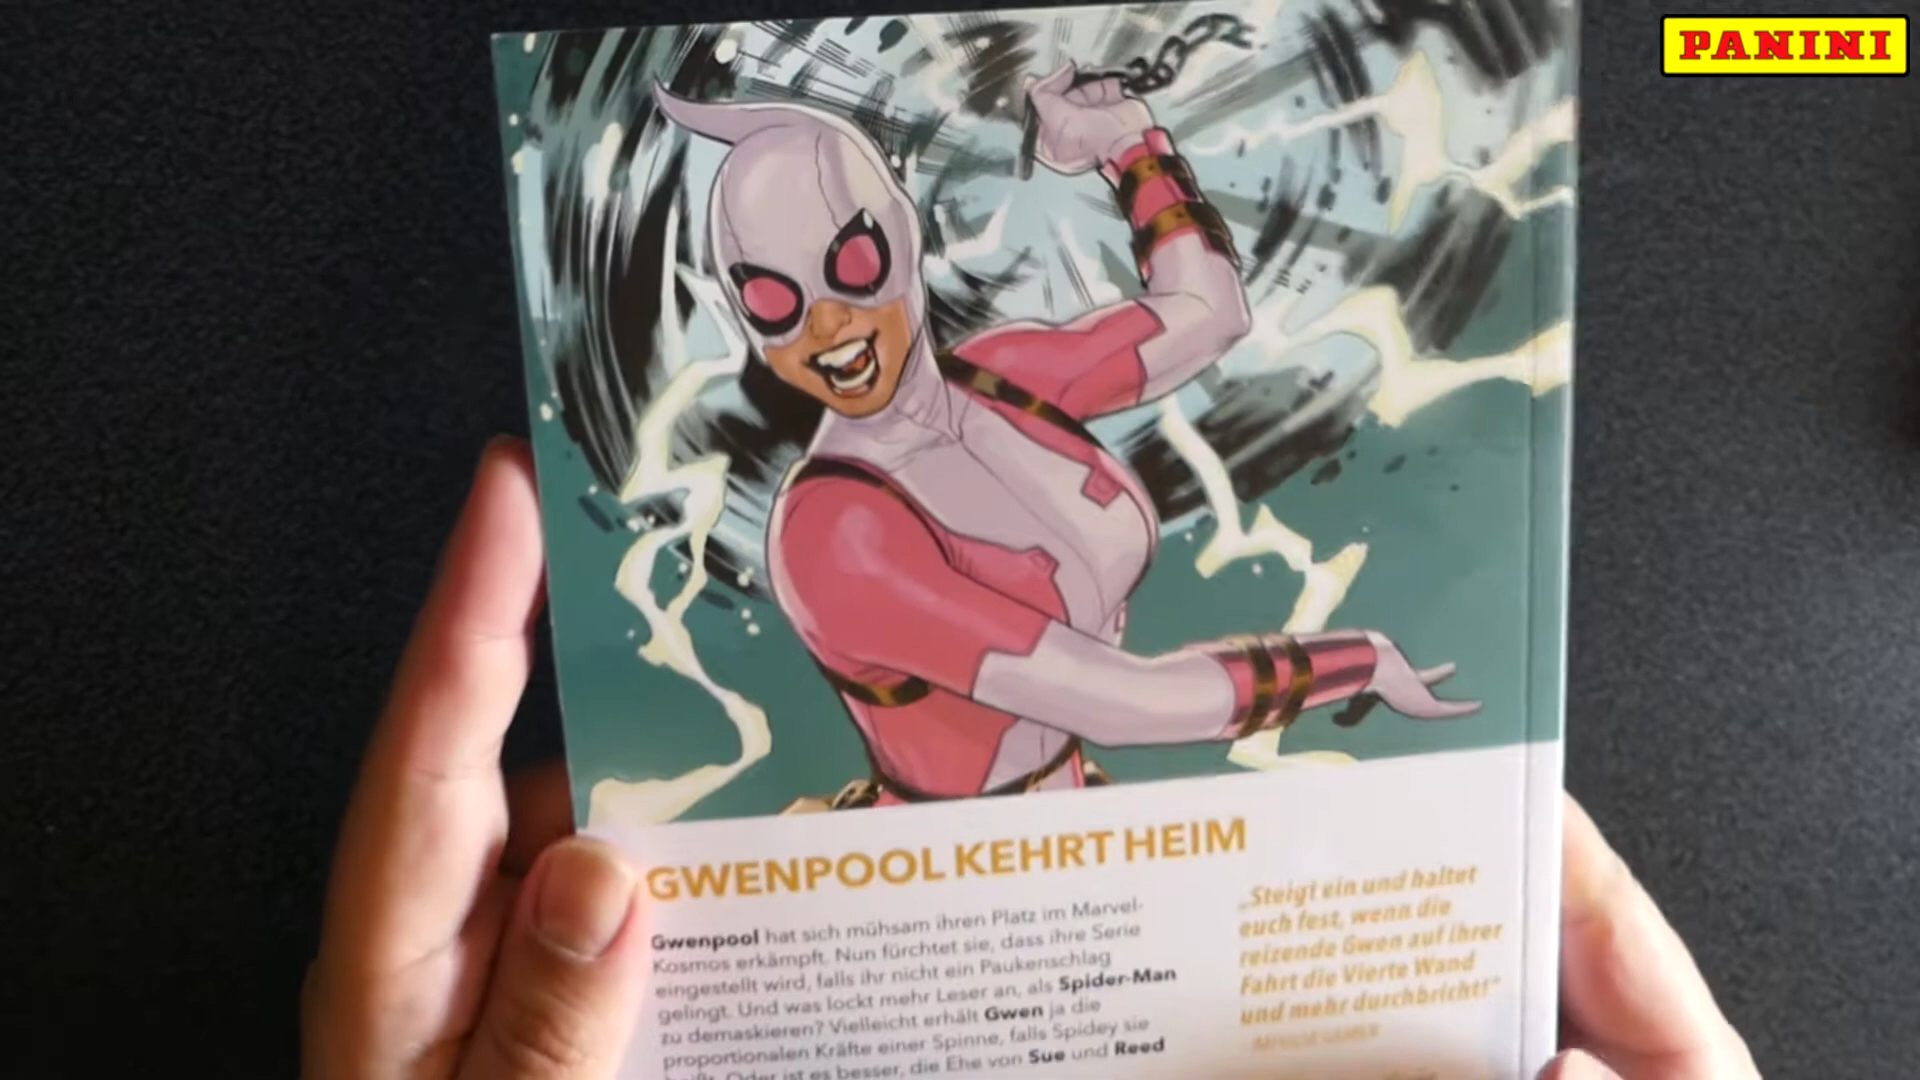 PANINI
GWENPOOL KEHRT HEIM
Gwenpool hat sich mühsam ihren Platz im Marvel-
Kosmos erkämpft. Nun fürchtet sie, dass ihre Serie
eingestellt wird, falls ihr nicht ein Paukenschlag
gelingt. Und was lockt mehr Leser an, als Spider-Man
zu demaskieren? Vielleicht erhält Gwen ja die
proportionalen Kräfte einer Spinne, falls Spidey sie
beißt. Oder ist es besser, die Ehe von Sue und Reed
„Steigt ein und haltet
euch fest, wenn die
reizende Gwen auf ihrer
Fahrt die Vierte Wand
und mehr durchbricht!“